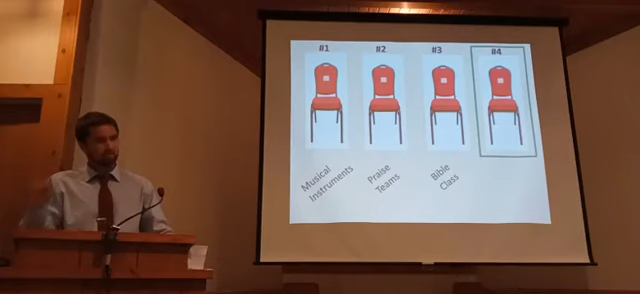 #1 #2 #3 #4
Musical
Instruments
Praise
Teams
Bible
Class